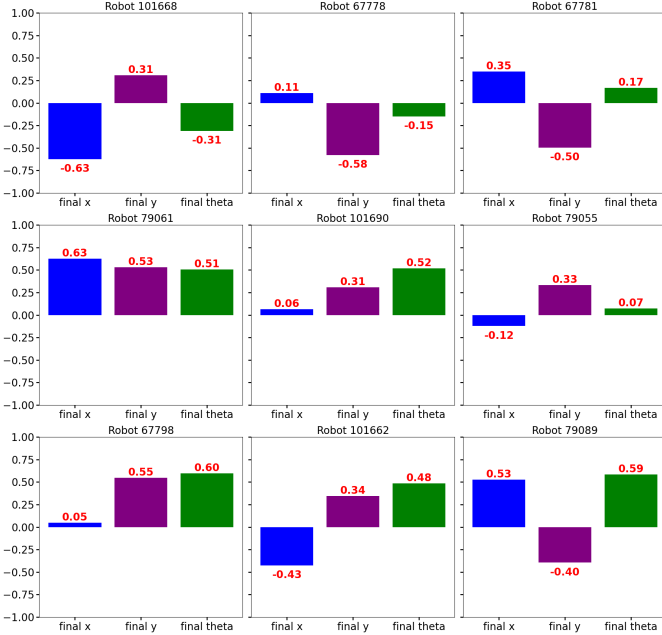 Robot 101668 Robot 67778 Robot 67781
1.00
0.75
0.50
0.25
0.00
−0.25
−0.50
−0.75
−1.00
-0.63 0.31 -0.31
0.11 -0.58 -0.15
0.35 -0.50 0.17
final x final y final theta final x final y final theta final x final y final theta
Robot 79061 Robot 101690 Robot 79055
1.00
0.75
0.50
0.25
0.00
−0.25
−0.50
−0.75
−1.00
0.63 0.53 0.51
0.06 0.31 0.52
-0.12 0.33 0.07
final x final y final theta final x final y final theta final x final y final theta
Robot 67798 Robot 101662 Robot 79089
1.00
0.75
0.50
0.25
0.00
−0.25
−0.50
−0.75
−1.00
0.05 0.55 0.60
-0.43 0.34 0.48
0.53 -0.40 0.59
final x final y final theta final x final y final theta final x final y final theta